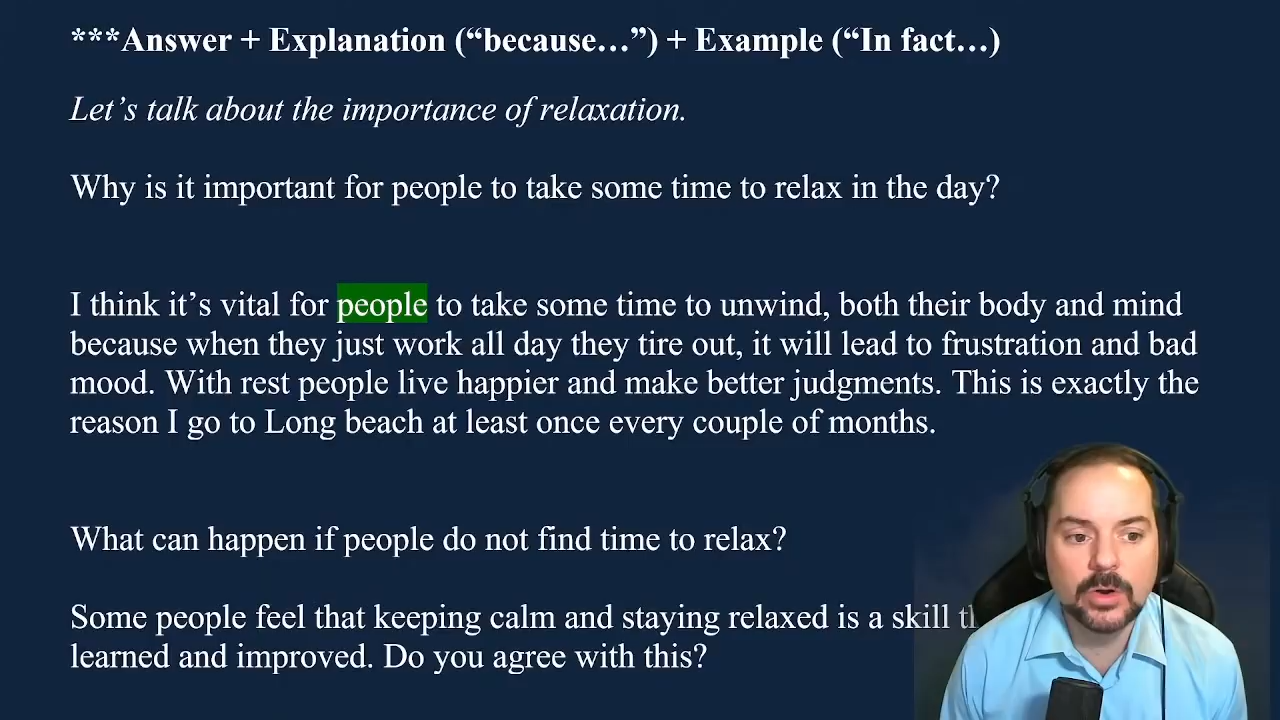 ***Answer + Explanation (“because…”) + Example (“In fact…)
Let’s talk about the importance of relaxation.
Why is it important for people to take some time to relax in the day?
I think it’s vital for people to take some time to unwind, both their body and mind
because when they just work all day they tire out, it will lead to frustration and bad
mood. With rest people live happier and make better judgments. This is exactly the
reason I go to Long beach at least once every couple of months.
What can happen if people do not find time to relax?
Some people feel that keeping calm and staying relaxed is a skill
learned and improved. Do you agree with this?